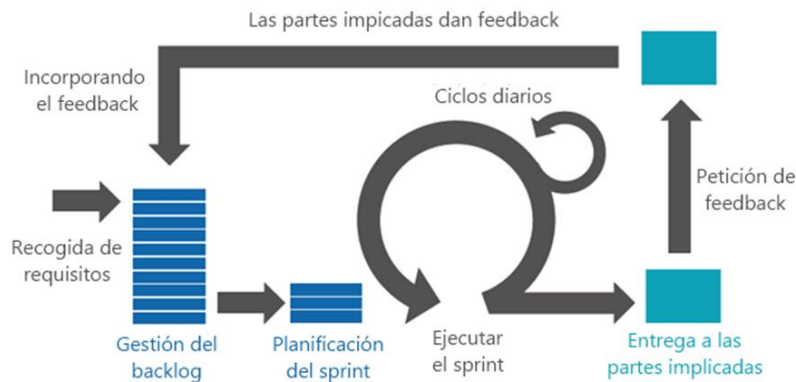 Las partes impicadas dan feedback
Incorporando
el feedback
Ciclos diarios
Petición de
feedback
Recogida de
requisitos
Gestión del
backlog
Planificación
del sprint
Ejecutar
el sprint
Entrega a las
partes implicadas